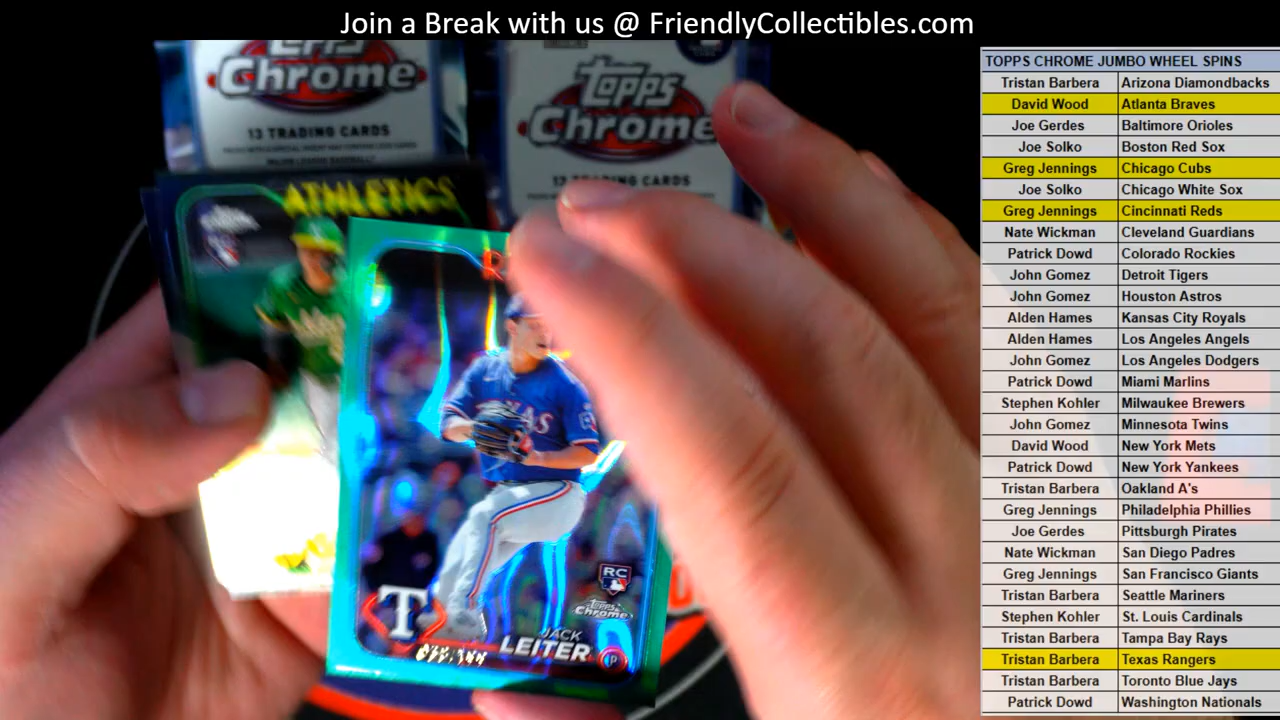 Join a Break with us @ FriendlyCollectibles.com
Topps
Chrome
13 TRADING CARDS
Topps
Chrome
TRADING CARDS
ATHLETICS
TEXAS
T
RC
Topps
Chrome
JACK
LEITER
P
TOPPS CHROME JUMBO WHEEL SPINS
Tristan Barbera Arizona Diamondbacks
David Wood Atlanta Braves
Joe Gerdes Baltimore Orioles
Joe Solko Boston Red Sox
Greg Jennings Chicago Cubs
Joe Solko Chicago White Sox
Greg Jennings Cincinnati Reds
Nate Wickman Cleveland Guardians
Patrick Dowd Colorado Rockies
John Gomez Detroit Tigers
John Gomez Houston Astros
Alden Hames Kansas City Royals
Alden Hames Los Angeles Angels
John Gomez Los Angeles Dodgers
Patrick Dowd Miami Marlins
Stephen Kohler Milwaukee Brewers
John Gomez Minnesota Twins
David Wood New York Mets
Patrick Dowd New York Yankees
Tristan Barbera Oakland A's
Greg Jennings Philadelphia Phillies
Joe Gerdes Pittsburgh Pirates
Nate Wickman San Diego Padres
Greg Jennings San Francisco Giants
Tristan Barbera Seattle Mariners
Stephen Kohler St. Louis Cardinals
Tristan Barbera Tampa Bay Rays
Tristan Barbera Texas Rangers
Tristan Barbera Toronto Blue Jays
Patrick Dowd Washington Nationals